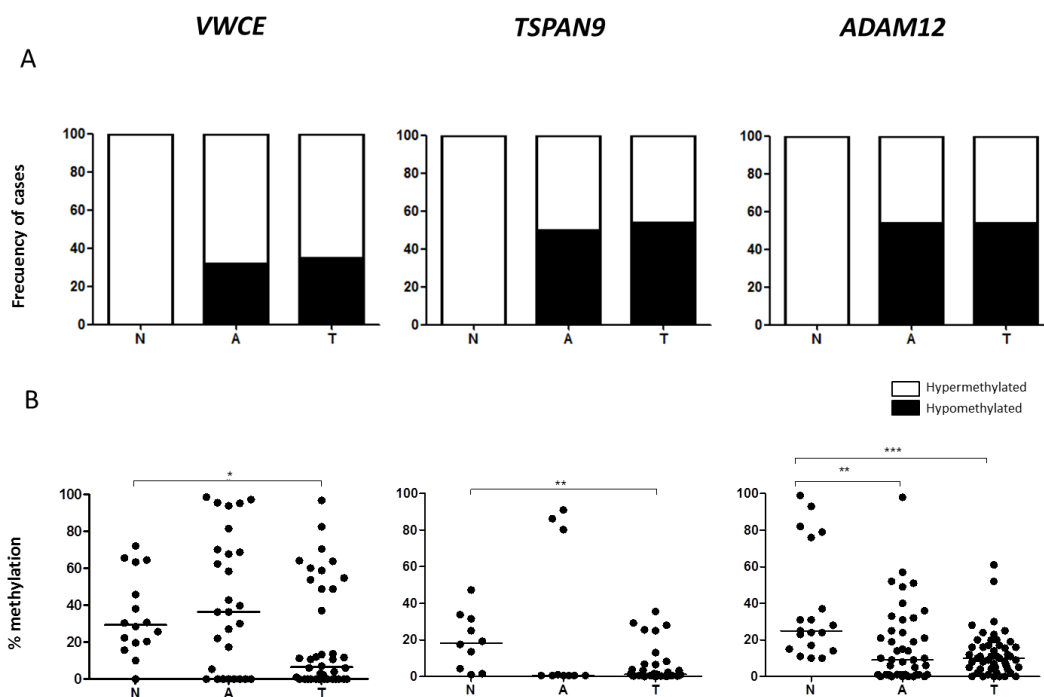 VWCE TSPAN9 ADAM12
A
Frecuency of cases
100 80 60 40 20 0
N A T
100 80 60 40 20 0
N A T
100 80 60 40 20 0
N A T
Hypermethylated
Hypomethylated
B
% methylation
100 80 60 40 20 0
*
N A T
100 80 60 40 20 0
**
N A T
100 80 60 40 20 0
***
**
N A T